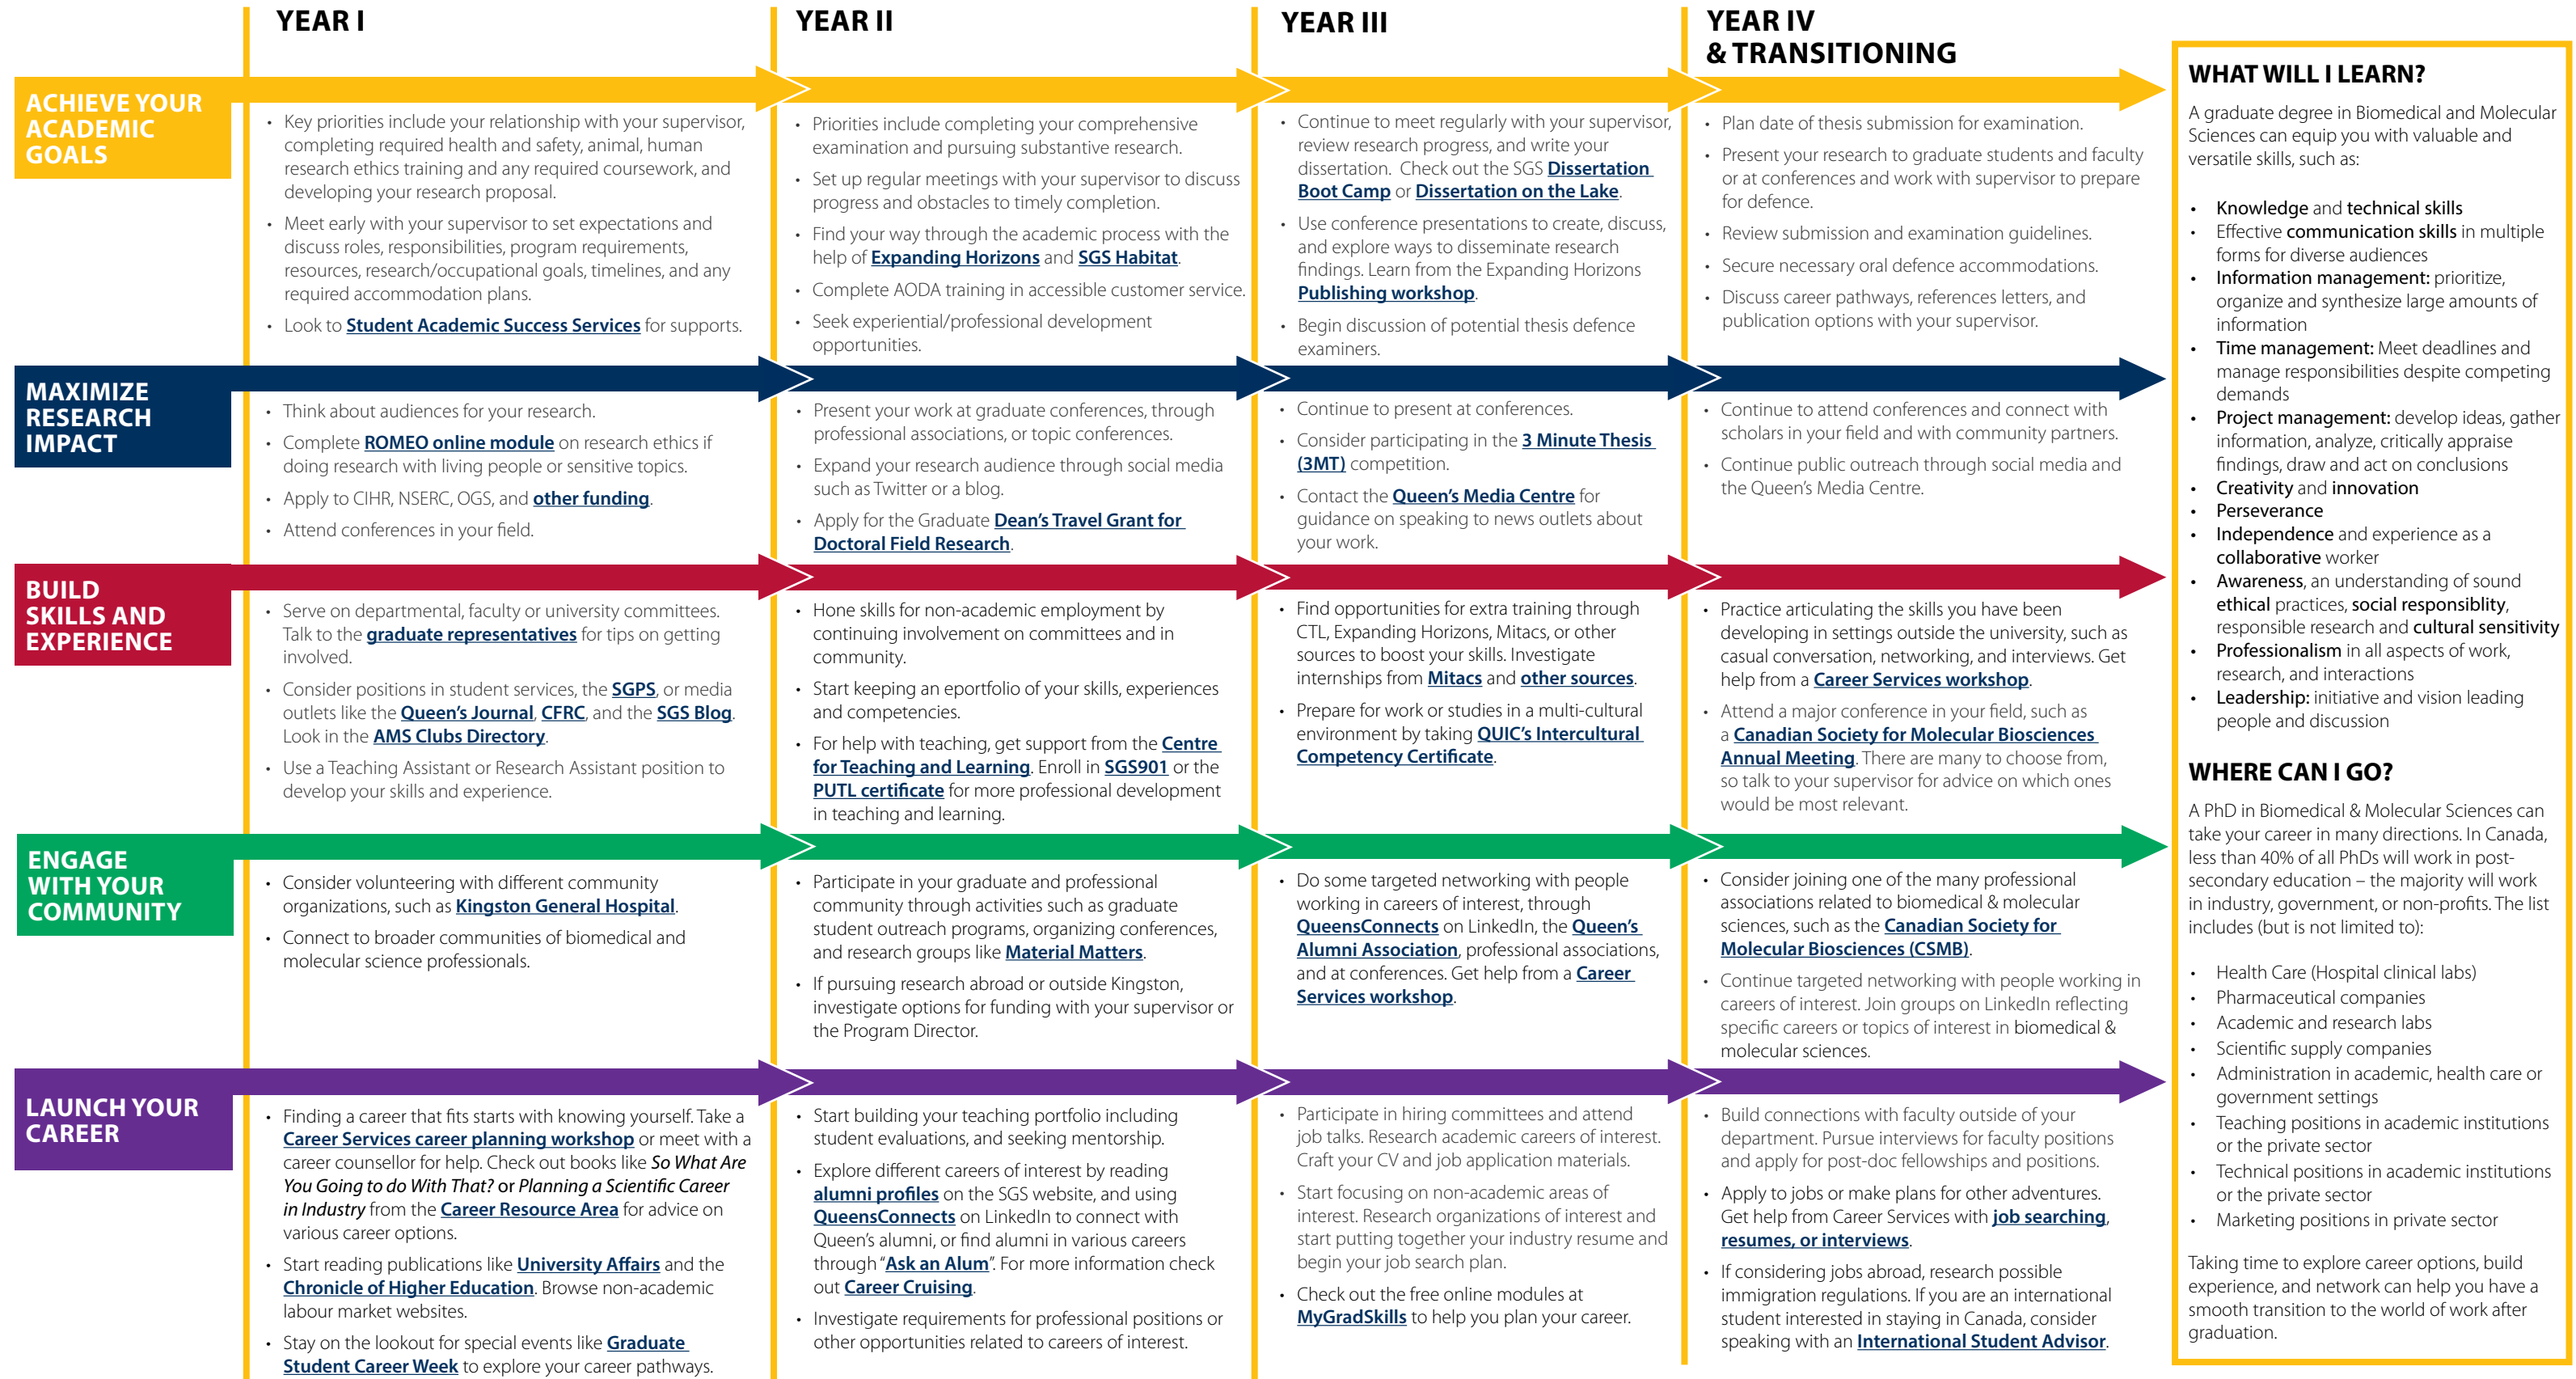 YEAR I
YEAR II
YEAR III
YEAR IV
& TRANSITIONING
ACHIEVE YOUR
ACADEMIC
GOALS
• Key priorities include your relationship with your supervisor,
completing required health and safety, animal, human
research ethics training and any required coursework, and
developing your research proposal.
• Meet early with your supervisor to set expectations and
discuss roles, responsibilities, program requirements,
resources, research/occupational goals, timelines, and any
required accommodation plans.
• Look to Student Academic Success Services for supports.
• Priorities include completing your comprehensive
examination and pursuing substantive research.
• Set up regular meetings with your supervisor to discuss
progress and obstacles to timely completion.
• Find your way through the academic process with the
help of Expanding Horizons and SGS Habitat.
• Complete AODA training in accessible customer service.
• Seek experiential/professional development
opportunities.
• Continue to meet regularly with your supervisor,
review research progress, and write your
dissertation. Check out the SGS Dissertation
Boot Camp or Dissertation on the Lake.
• Use conference presentations to create, discuss,
and explore ways to disseminate research
findings. Learn from the Expanding Horizons
Publishing workshop.
• Begin discussion of potential thesis defence
examiners.
• Plan date of thesis submission for examination.
• Present your research to graduate students and faculty
or at conferences and work with supervisor to prepare
for defence.
• Review submission and examination guidelines.
• Secure necessary oral defence accommodations.
• Discuss career pathways, references letters, and
publication options with your supervisor.
MAXIMIZE
RESEARCH
IMPACT
• Think about audiences for your research.
• Complete ROMEO online module on research ethics if
doing research with living people or sensitive topics.
• Apply to CIHR, NSERC, OGS, and other funding.
• Attend conferences in your field.
• Present your work at graduate conferences, through
professional associations, or topic conferences.
• Expand your research audience through social media
such as Twitter or a blog.
• Apply for the Graduate Dean's Travel Grant for
Doctoral Field Research.
• Continue to present at conferences.
• Consider participating in the 3 Minute Thesis
(3MT) competition.
• Contact the Queen's Media Centre for
guidance on speaking to news outlets about
your work.
• Continue to attend conferences and connect with
scholars in your field and with community partners.
• Continue public outreach through social media and
the Queen's Media Centre.
BUILD
SKILLS AND
EXPERIENCE
• Serve on departmental, faculty or university committees.
Talk to the graduate representatives for tips on getting
involved.
• Consider positions in student services, the SGPS, or media
outlets like the Queen's Journal, CFRC, and the SGS Blog.
Look in the AMS Clubs Directory.
• Use a Teaching Assistant or Research Assistant position to
develop your skills and experience.
• Hone skills for non-academic employment by
continuing involvement on committees and in
community.
• Start keeping an eportfolio of your skills, experiences
and competencies.
• For help with teaching, get support from the Centre
for Teaching and Learning. Enroll in SGS901 or the
PUTL certificate for more professional development
in teaching and learning.
• Find opportunities for extra training through
CTL, Expanding Horizons, Mitacs, or other
sources to boost your skills. Investigate
internships from Mitacs and other sources.
• Prepare for work or studies in a multi-cultural
environment by taking QUIC's Intercultural
Competency Certificate.
• Practice articulating the skills you have been
developing in settings outside the university, such as
casual conversation, networking, and interviews. Get
help from a Career Services workshop.
• Attend a major conference in your field, such as
a Canadian Society for Molecular Biosciences
Annual Meeting. There are many to choose from,
so talk to your supervisor for advice on which ones
would be most relevant.
ENGAGE
WITH YOUR
COMMUNITY
• Consider volunteering with different community
organizations, such as Kingston General Hospital.
• Connect to broader communities of biomedical and
molecular science professionals.
• Participate in your graduate and professional
community through activities such as graduate
student outreach programs, organizing conferences,
and research groups like Material Matters.
• If pursuing research abroad or outside Kingston,
investigate options for funding with your supervisor or
the Program Director.
• Do some targeted networking with people
working in careers of interest, through
QueensConnects on LinkedIn, the Queen's
Alumni Association, professional associations,
and at conferences. Get help from a Career
Services workshop.
• Consider joining one of the many professional
associations related to biomedical & molecular
sciences, such as the Canadian Society for
Molecular Biosciences (CSMB).
• Continue targeted networking with people working in
careers of interest. Join groups on LinkedIn reflecting
specific careers or topics of interest in biomedical &
molecular sciences.
LAUNCH YOUR
CAREER
• Finding a career that fits starts with knowing yourself. Take a
Career Services career planning workshop or meet with a
career counsellor for help. Check out books like So What Are
You Going to do With That? or Planning a Scientific Career
in Industry from the Career Resource Area for advice on
various career options.
• Start reading publications like University Affairs and the
Chronicle of Higher Education. Browse non-academic
labour market websites.
• Stay on the lookout for special events like Graduate
Student Career Week to explore your career pathways.
• Start building your teaching portfolio including
student evaluations, and seeking mentorship.
• Explore different careers of interest by reading
alumni profiles on the SGS website, and using
QueensConnects on LinkedIn to connect with
Queen's alumni, or find alumni in various careers
through "Ask an Alum". For more information check
out Career Cruising.
• Investigate requirements for professional positions or
other opportunities related to careers of interest.
• Participate in hiring committees and attend
job talks. Research academic careers of interest.
Craft your CV and job application materials.
• Start focusing on non-academic areas of
interest. Research organizations of interest and
start putting together your industry resume and
begin your job search plan.
• Check out the free online modules at
MyGradSkills to help you plan your career.
• Build connections with faculty outside of your
department. Pursue interviews for faculty positions
and apply for post-doc fellowships and positions.
• Apply to jobs or make plans for other adventures.
Get help from Career Services with job searching,
resumes, or interviews.
• If considering jobs abroad, research possible
immigration regulations. If you are an international
student interested in staying in Canada, consider
speaking with an International Student Advisor.
WHAT WILL I LEARN?
A graduate degree in Biomedical and Molecular
Sciences can equip you with valuable and
versatile skills, such as:
• Knowledge and technical skills
• Effective communication skills in multiple
forms for diverse audiences
• Information management: prioritize,
organize and synthesize large amounts of
information
• Time management: Meet deadlines and
manage responsibilities despite competing
demands
• Project management: develop ideas, gather
information, analyze, critically appraise
findings, draw and act on conclusions
• Creativity and innovation
• Perseverance
• Independence and experience as a
collaborative worker
• Awareness, an understanding of sound
ethical practices, social responsiblity,
responsible research and cultural sensitivity
• Professionalism in all aspects of work,
research, and interactions
• Leadership: initiative and vision leading
people and discussion
WHERE CAN I GO?
A PhD in Biomedical & Molecular Sciences can
take your career in many directions. In Canada,
less than 40% of all PhDs will work in post-
secondary education – the majority will work
in industry, government, or non-profits. The list
includes (but is not limited to):
• Health Care (Hospital clinical labs)
• Pharmaceutical companies
• Academic and research labs
• Scientific supply companies
• Administration in academic, health care or
government settings
• Teaching positions in academic institutions
or the private sector
• Technical positions in academic institutions
or the private sector
• Marketing positions in private sector
Taking time to explore career options, build
experience, and network can help you have a
smooth transition to the world of work after
graduation.